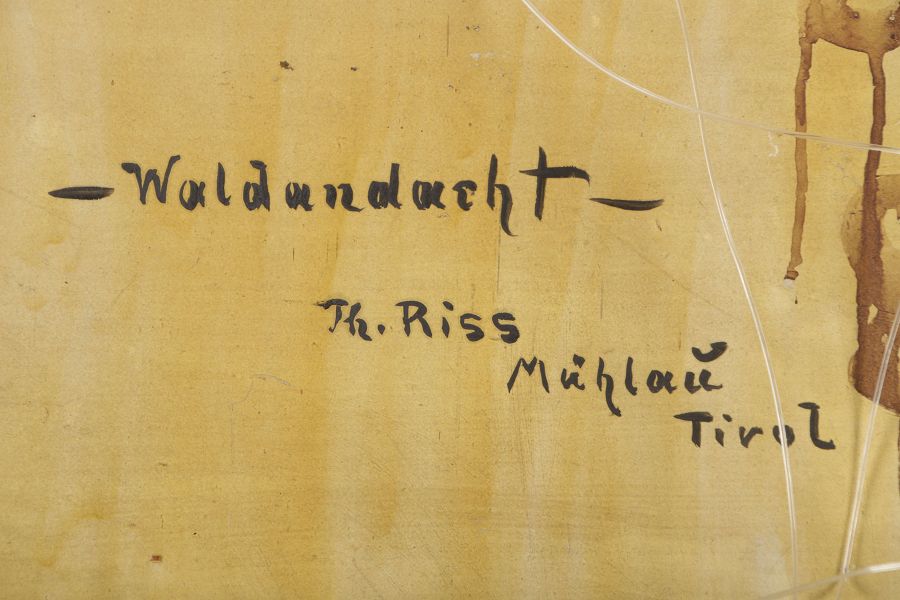 — Waldandacht —
Th. Riss
Mühlau
Tirol